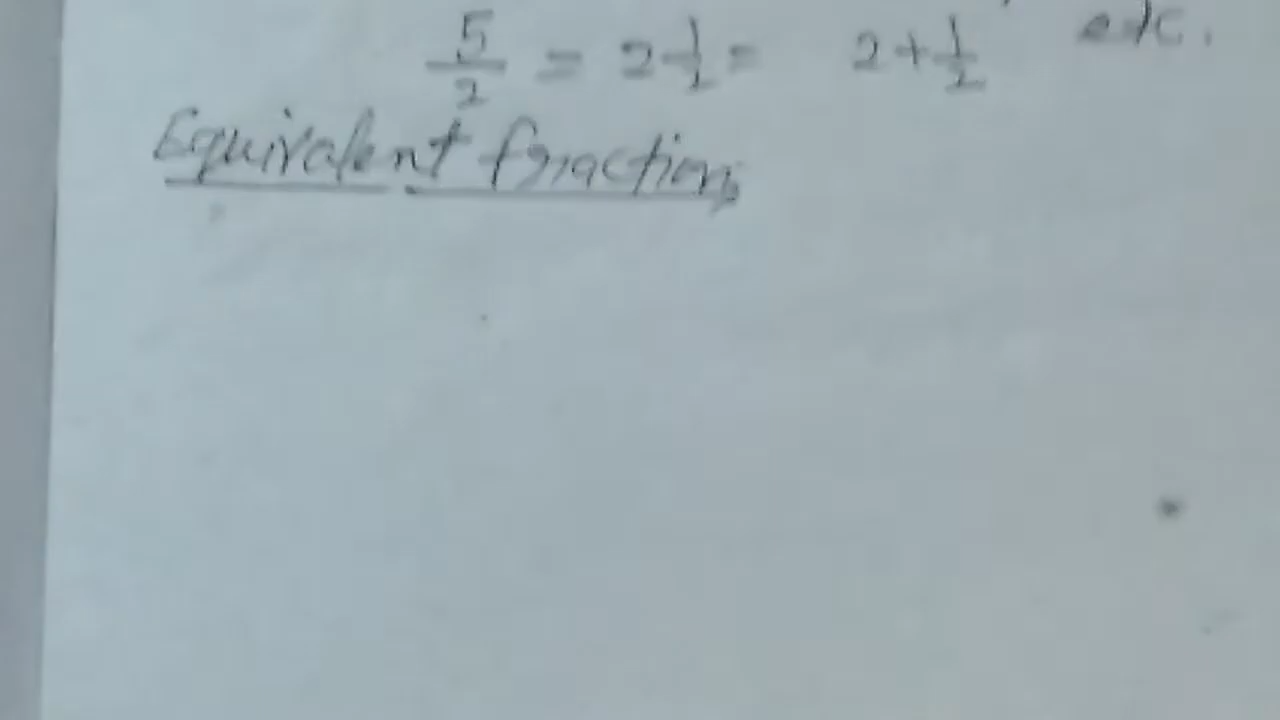 5/2 = 2 1/2 = 2 + 1/2 etc.
Equivalent fractions